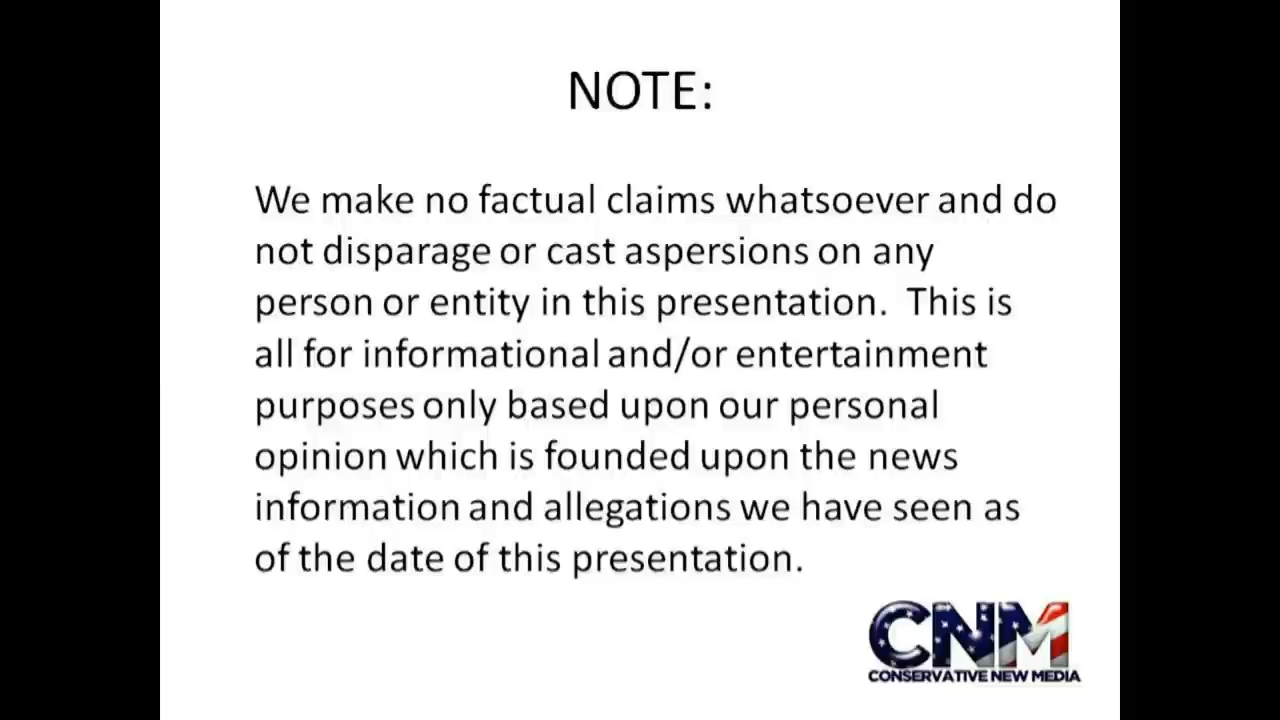 NOTE:
We make no factual claims whatsoever and do
not disparage or cast aspersions on any
person or entity in this presentation.  This is
all for informational and/or entertainment
purposes only based upon our personal
opinion which is founded upon the news
information and allegations we have seen as
of the date of this presentation.
CNM
CONSERVATIVE NEW MEDIA